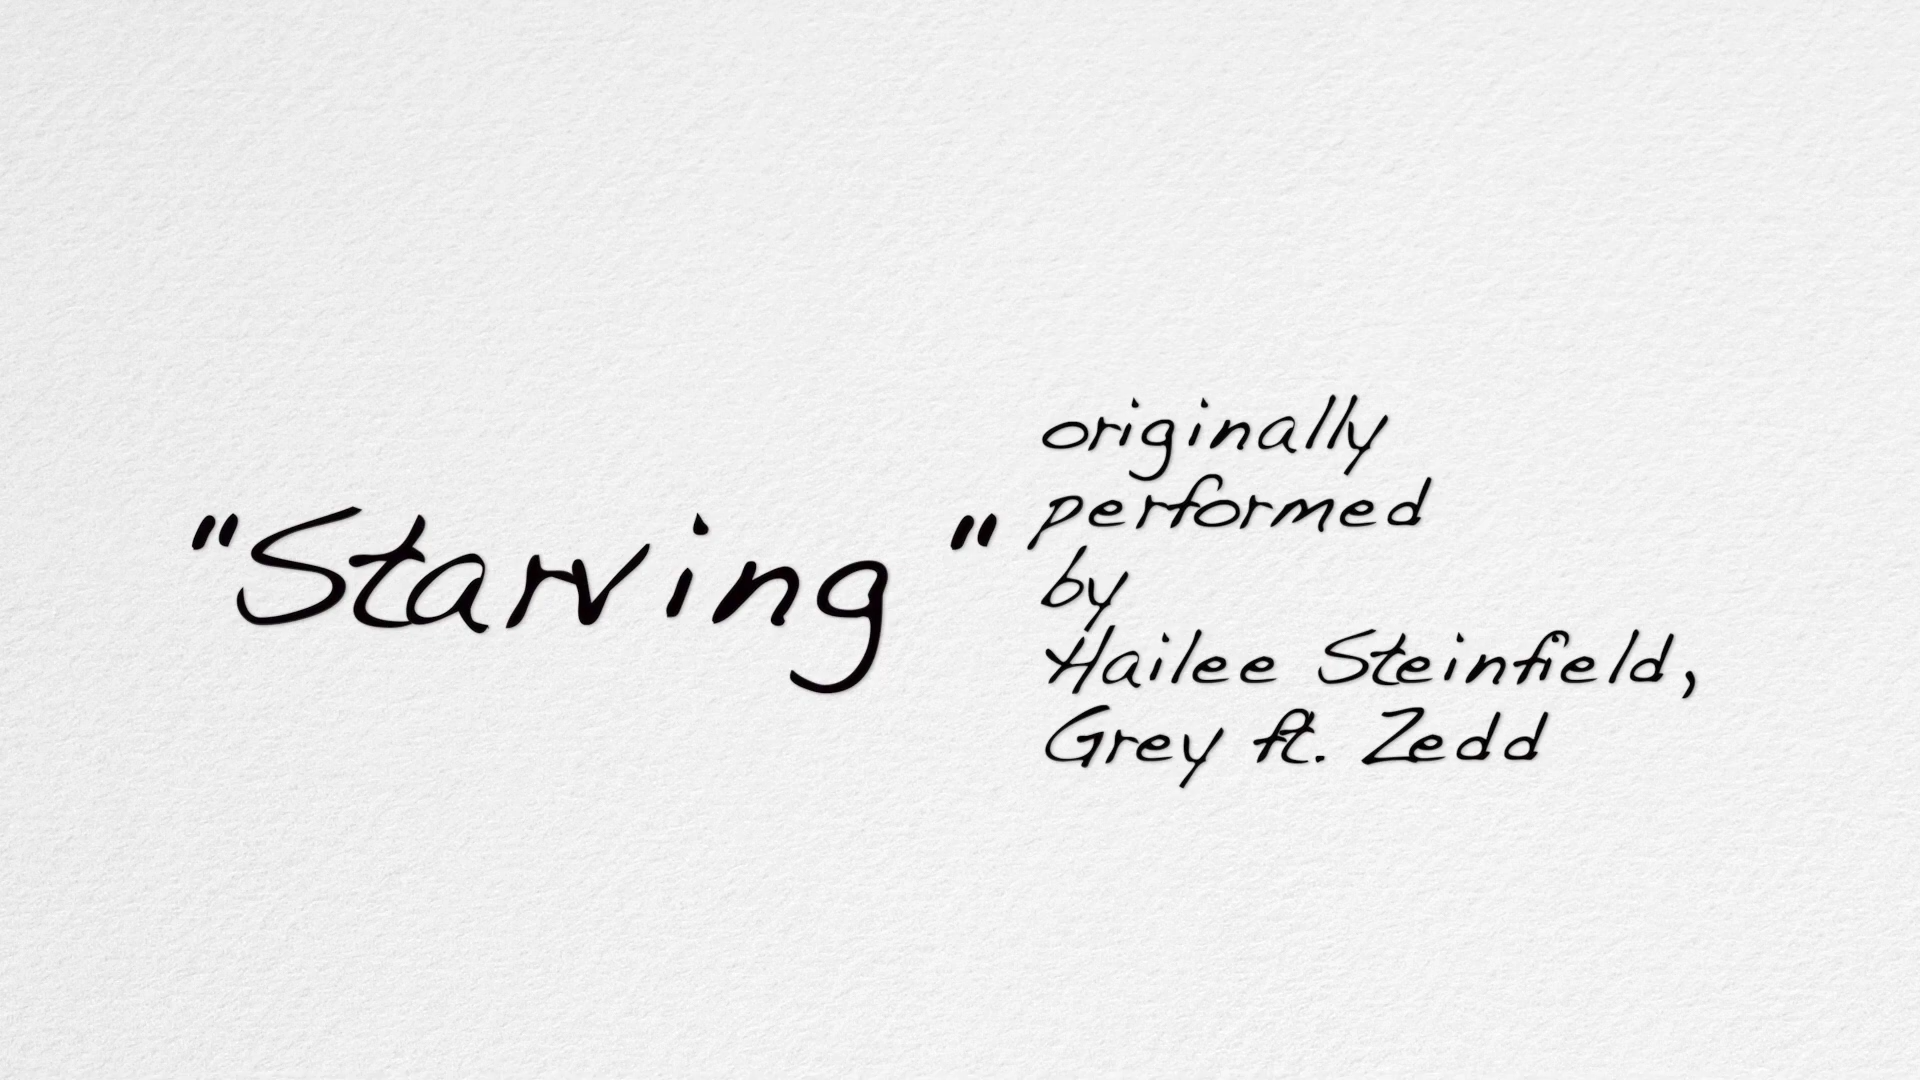 "Starving"
originally
performed
by
Hailee Steinfield,
Grey ft. Zedd